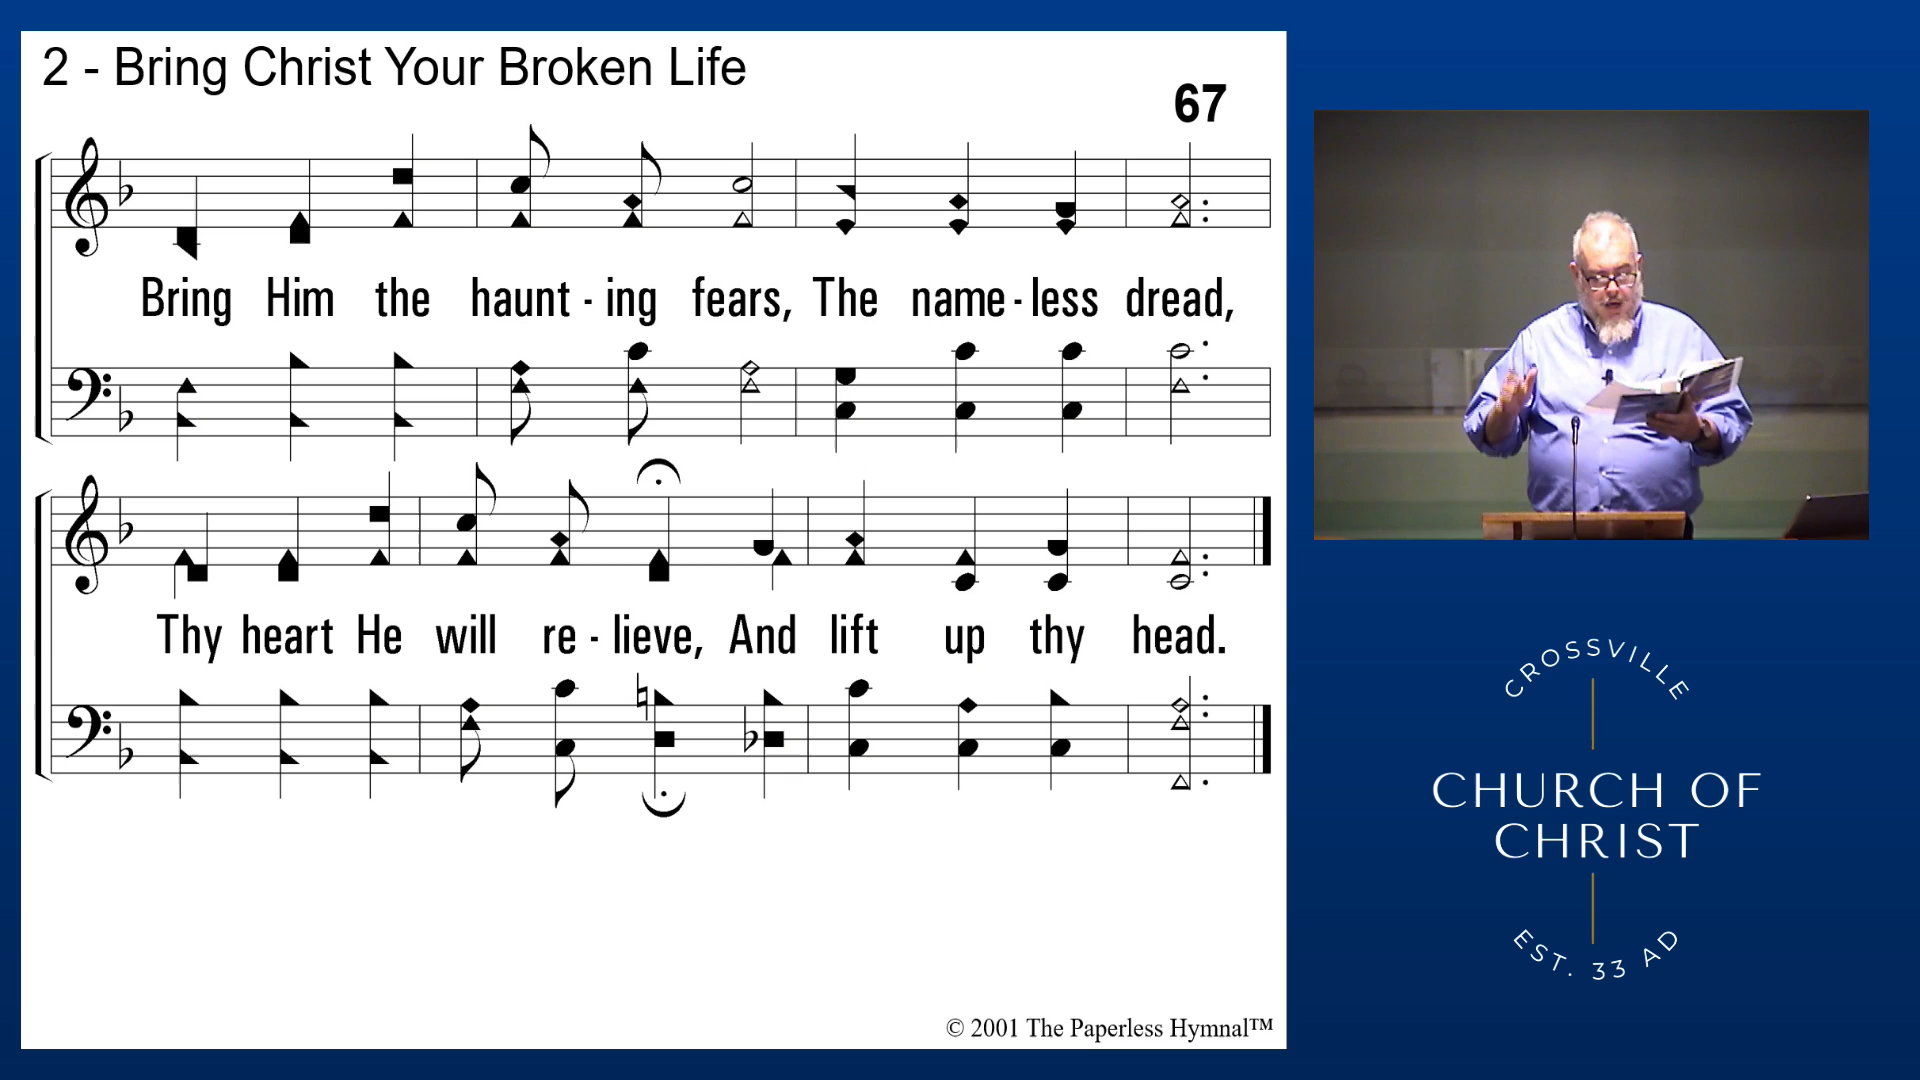 2 - Bring Christ Your Broken Life
67
Bring Him the haunt - ing fears, The name - less dread,
Thy heart He will re - lieve, And lift up thy head.
© 2001 The Paperless Hymnal™
CROSSVILLE
CHURCH OF
CHRIST
EST. 33 AD